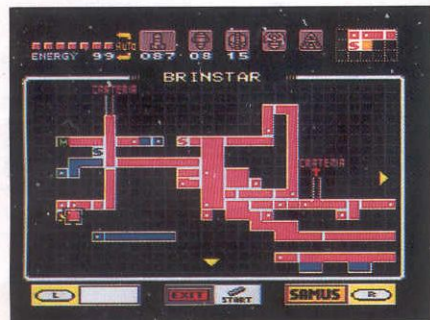 AUTO
ENERGY 99 087 08 15
S
BRINSTAR
CRATERIA
M
S
S
CRATERIA
S
L EXIT START SAMUS R